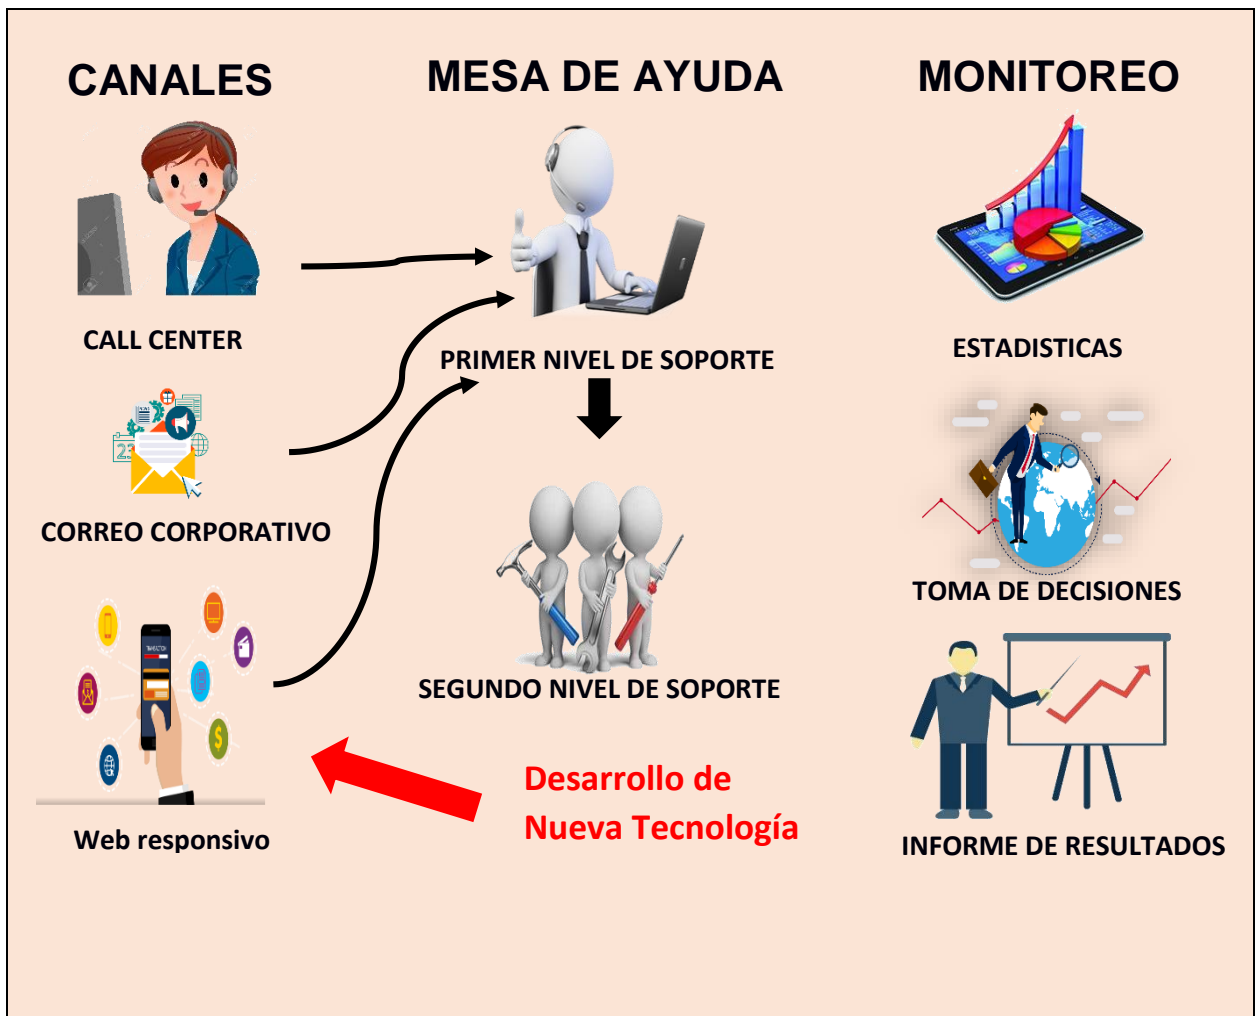 CANALES
MESA DE AYUDA
MONITOREO
CALL CENTER
PRIMER NIVEL DE SOPORTE
ESTADISTICAS
23
CORREO CORPORATIVO
SEGUNDO NIVEL DE SOPORTE
TOMA DE DECISIONES
$
Desarrollo de
Nueva Tecnología
Web responsivo
INFORME DE RESULTADOS